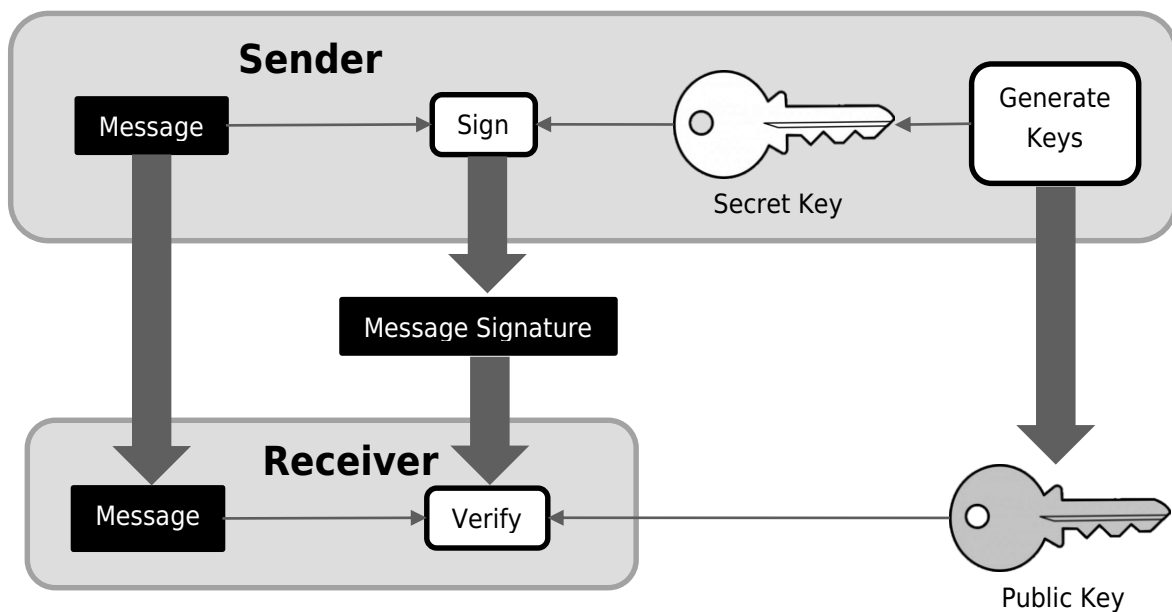 Sender
Message
Sign
Secret Key
Generate
Keys
Message Signature
Receiver
Message
Verify
Public Key